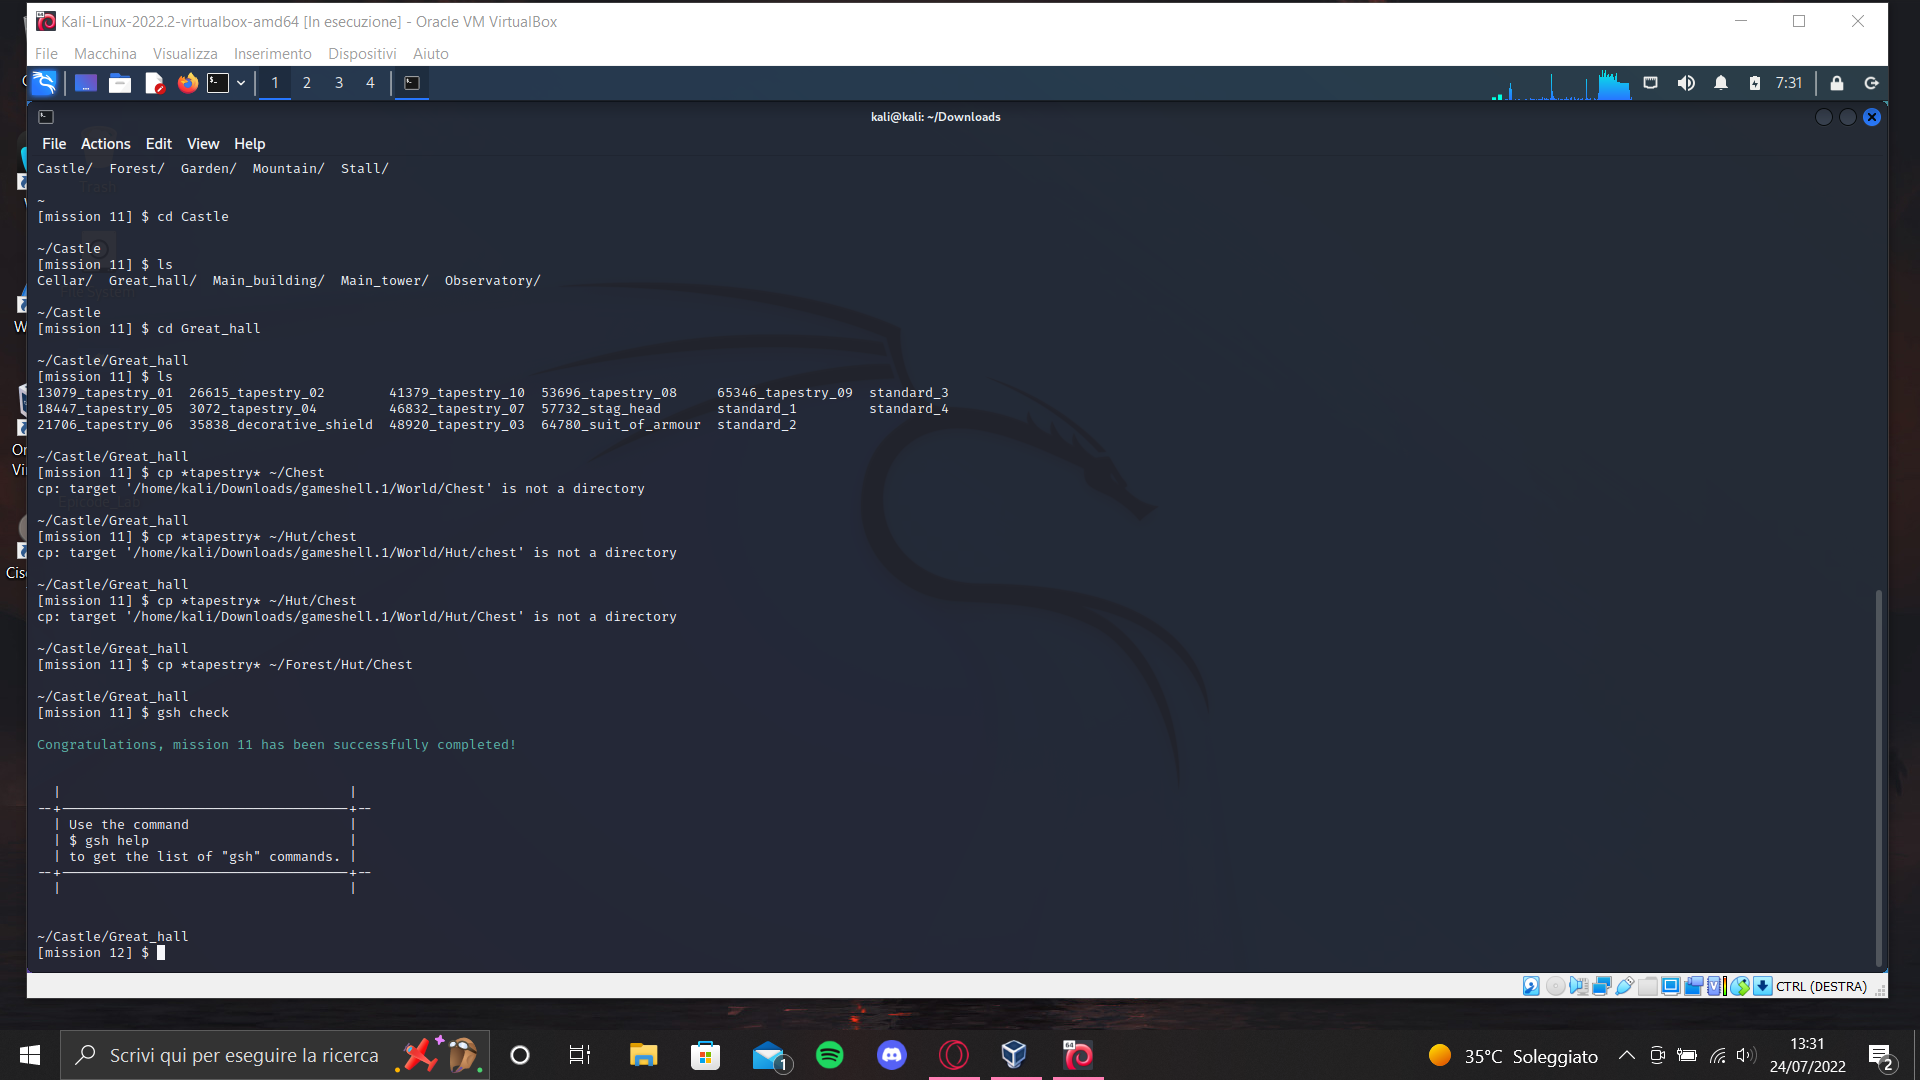 Kali-Linux-2022.2-virtualbox-amd64 [In esecuzione] - Oracle VM VirtualBox
File Macchina Visualizza Inserimento Dispositivi Aiuto
1 2 3 4 7:31
kali@kali: ~/Downloads
File Actions Edit View Help
Castle/ Forest/ Garden/ Mountain/ Stall/
~
[mission 11] $ cd Castle
~/Castle
[mission 11] $ ls
Cellar/ Great_hall/ Main_building/ Main_tower/ Observatory/
~/Castle
[mission 11] $ cd Great_hall
~/Castle/Great_hall
[mission 11] $ ls
13079_tapestry_01 26615_tapestry_02 41379_tapestry_10 53696_tapestry_08 65346_tapestry_09 standard_3
18447_tapestry_05 3072_tapestry_04 46832_tapestry_07 57732_stag_head standard_1 standard_4
21706_tapestry_06 35838_decorative_shield 48920_tapestry_03 64780_suit_of_armour standard_2
~/Castle/Great_hall
[mission 11] $ cp *tapestry* ~/Chest
cp: target '/home/kali/Downloads/gameshell.1/World/Chest' is not a directory
~/Castle/Great_hall
[mission 11] $ cp *tapestry* ~/Hut/chest
cp: target '/home/kali/Downloads/gameshell.1/World/Hut/chest' is not a directory
~/Castle/Great_hall
[mission 11] $ cp *tapestry* ~/Hut/Chest
cp: target '/home/kali/Downloads/gameshell.1/World/Hut/Chest' is not a directory
~/Castle/Great_hall
[mission 11] $ cp *tapestry* ~/Forest/Hut/Chest
~/Castle/Great_hall
[mission 11] $ gsh check
Congratulations, mission 11 has been successfully completed!
Use the command
$ gsh help
to get the list of "gsh" commands.
~/Castle/Great_hall
[mission 12] $
CTRL (DESTRA)
Scrivi qui per eseguire la ricerca
1
35°C Soleggiato
13:31
24/07/2022
2